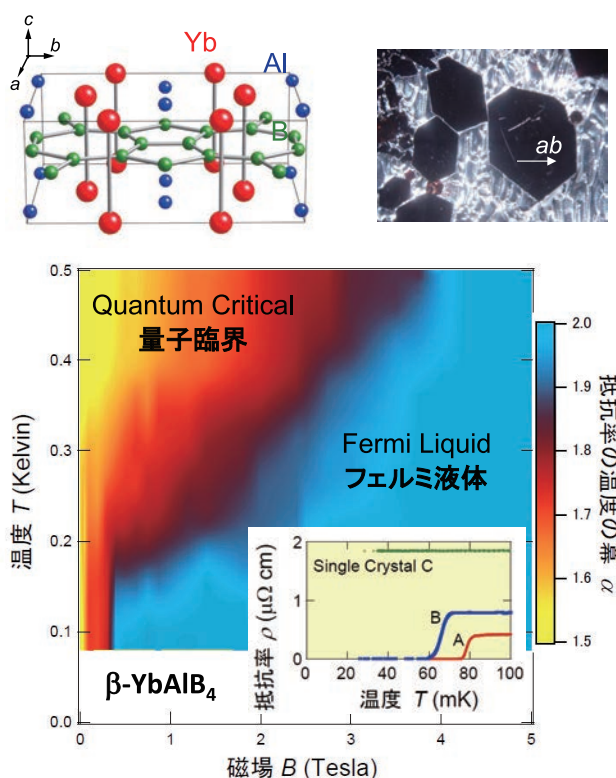 c
b
a
Yb
Al
B
ab
Quantum Critical
量子臨界
Fermi Liquid
フェルミ液体
β-YbAlB4
温度 T (Kelvin)
0.5
0.4
0.3
0.2
0.1
0.0
0
1
2
3
4
5
磁場 B (Tesla)
2.0
1.9
1.8
1.7
1.6
1.5
抵抗率の温度の冪 α
Single Crystal C
B
A
抵抗率 ρ (μΩ cm)
2
1
0
0
20
40
60
80
100
温度 T (mK)